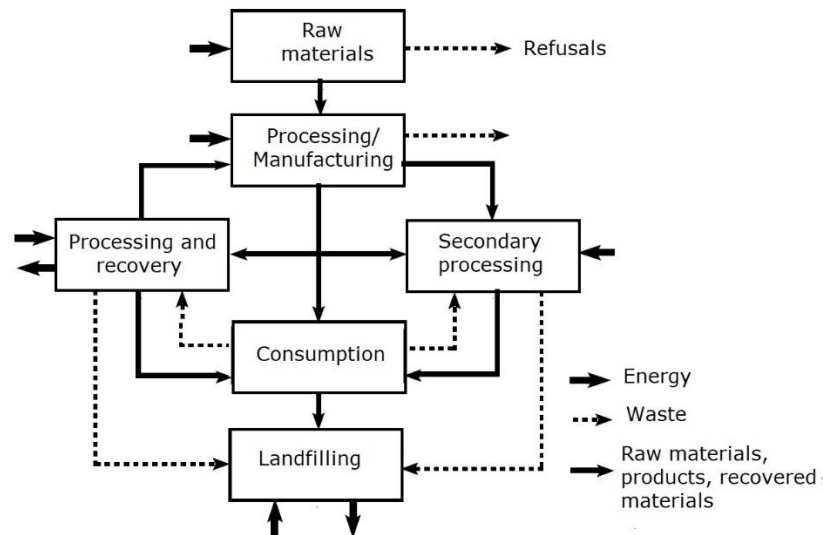 Raw
materials
Refusals
Processing/
Manufacturing
Processing and
recovery
Secondary
processing
Consumption
Landfilling
Energy
Waste
Raw materials,
products, recovered
materials